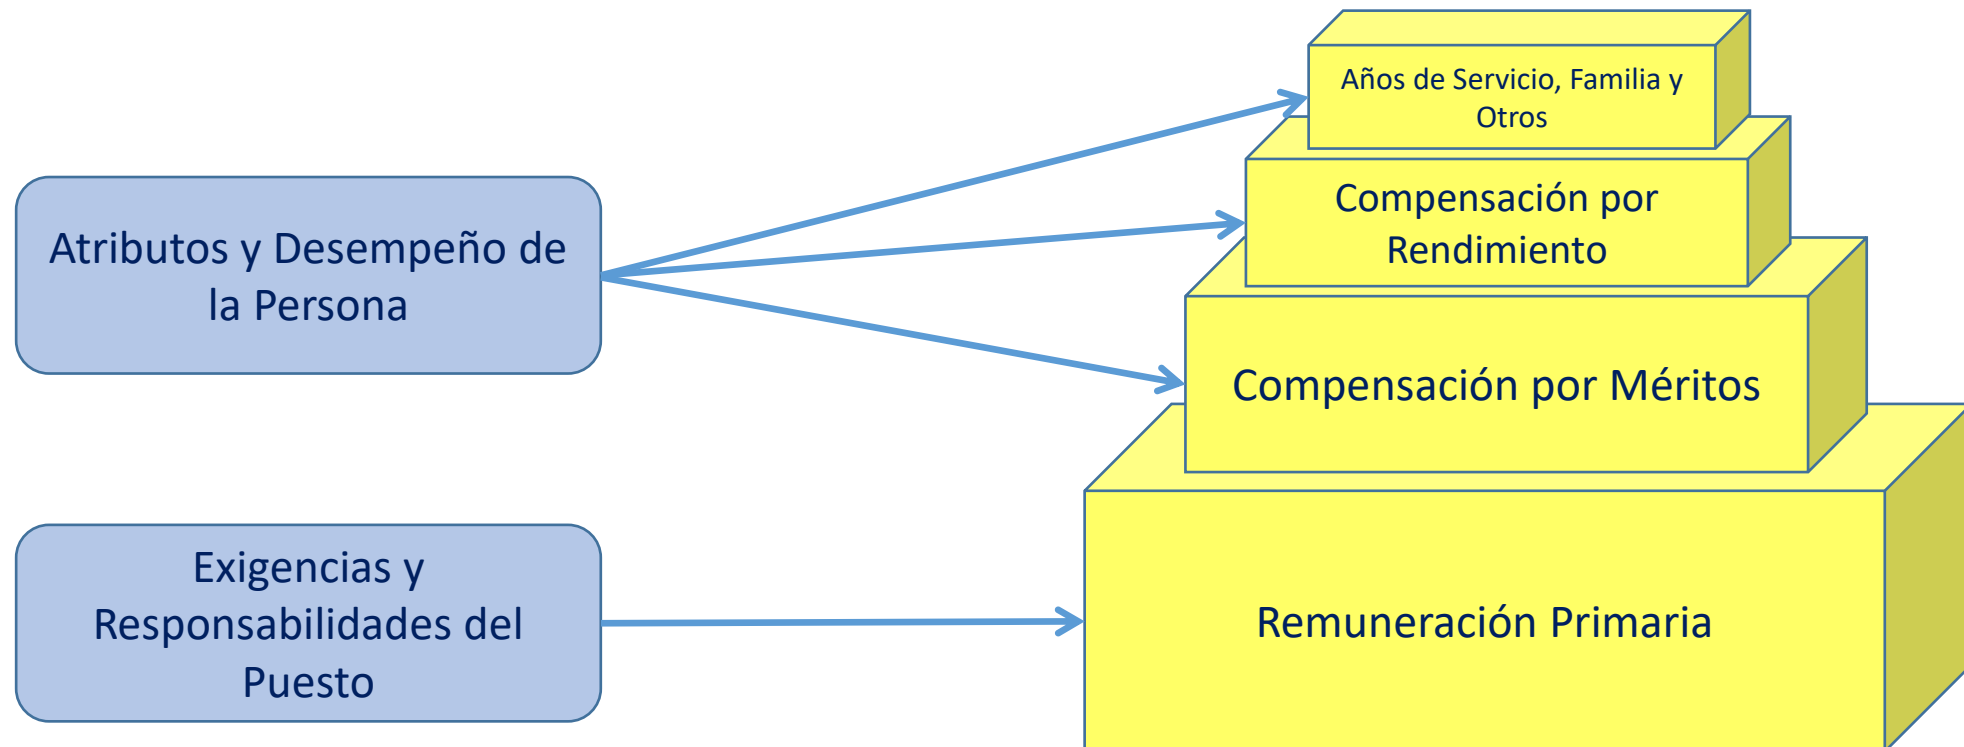 Años de Servicio, Familia y
Otros
Compensación por
Rendimiento
Atributos y Desempeño de
la Persona
Compensación por Méritos
Exigencias y
Responsabilidades del
Puesto
Remuneración Primaria